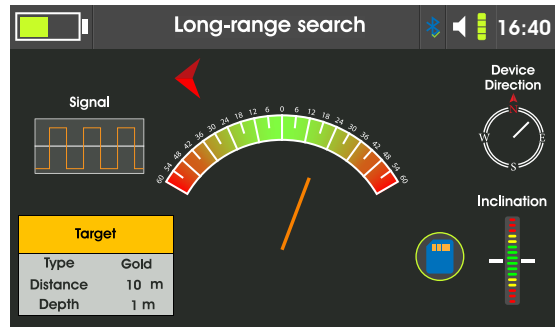 Long-range search
16:40
Signal
Device
Direction
N
W
E
S
60 54 48 42 36 30 24 18 12 6 0 6 12 18 24 30 36 42 48 54 60
Inclination
Target
Type Gold
Distance 10 m
Depth 1 m